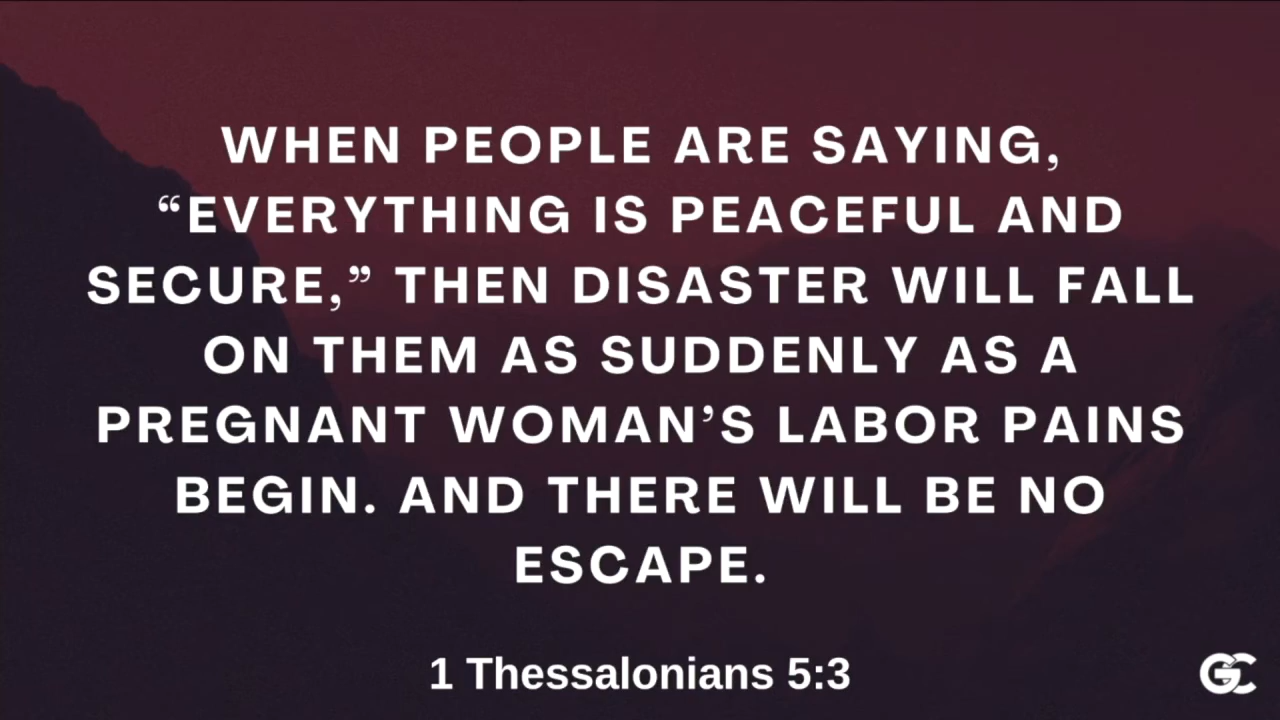 WHEN PEOPLE ARE SAYING,
“EVERYTHING IS PEACEFUL AND
SECURE,” THEN DISASTER WILL FALL
ON THEM AS SUDDENLY AS A
PREGNANT WOMAN’S LABOR PAINS
BEGIN. AND THERE WILL BE NO
ESCAPE.
1 Thessalonians 5:3
GC